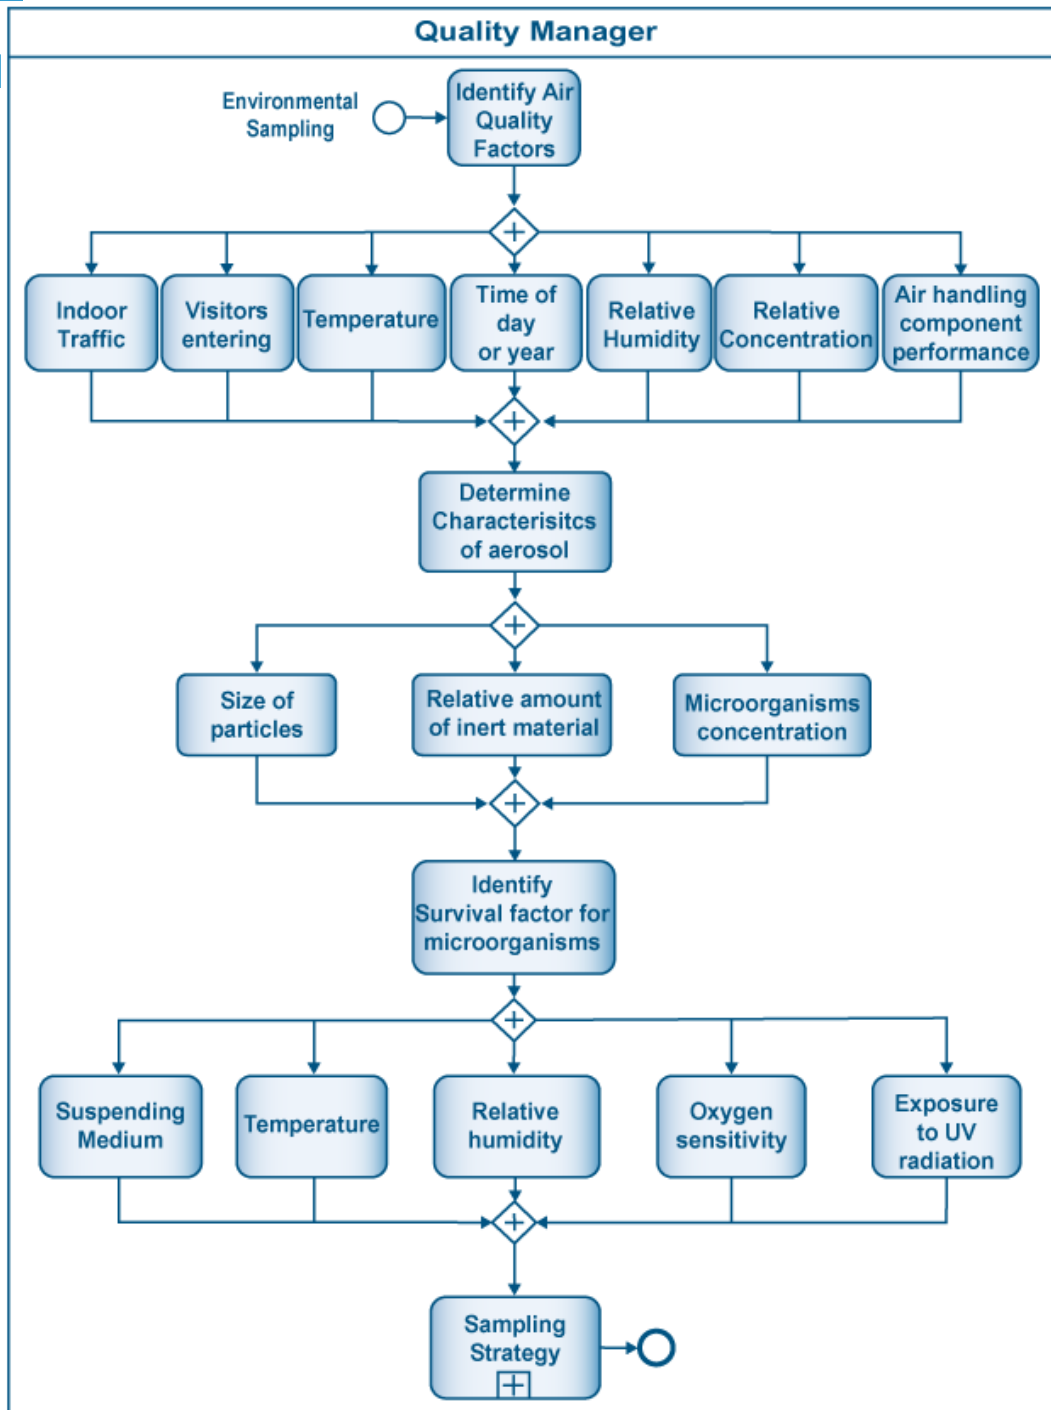 Quality Manager
Environmental
Sampling
Identify Air
Quality
Factors
Indoor
Traffic
Visitors
entering
Temperature
Time of
day
or year
Relative
Humidity
Relative
Concentration
Air handling
component
performance
Determine
Characterisitcs
of aerosol
Size of
particles
Relative amount
of inert material
Microorganisms
concentration
Identify
Survival factor for
microorganisms
Suspending
Medium
Temperature
Relative
humidity
Oxygen
sensitivity
Exposure
to UV
radiation
Sampling
Strategy